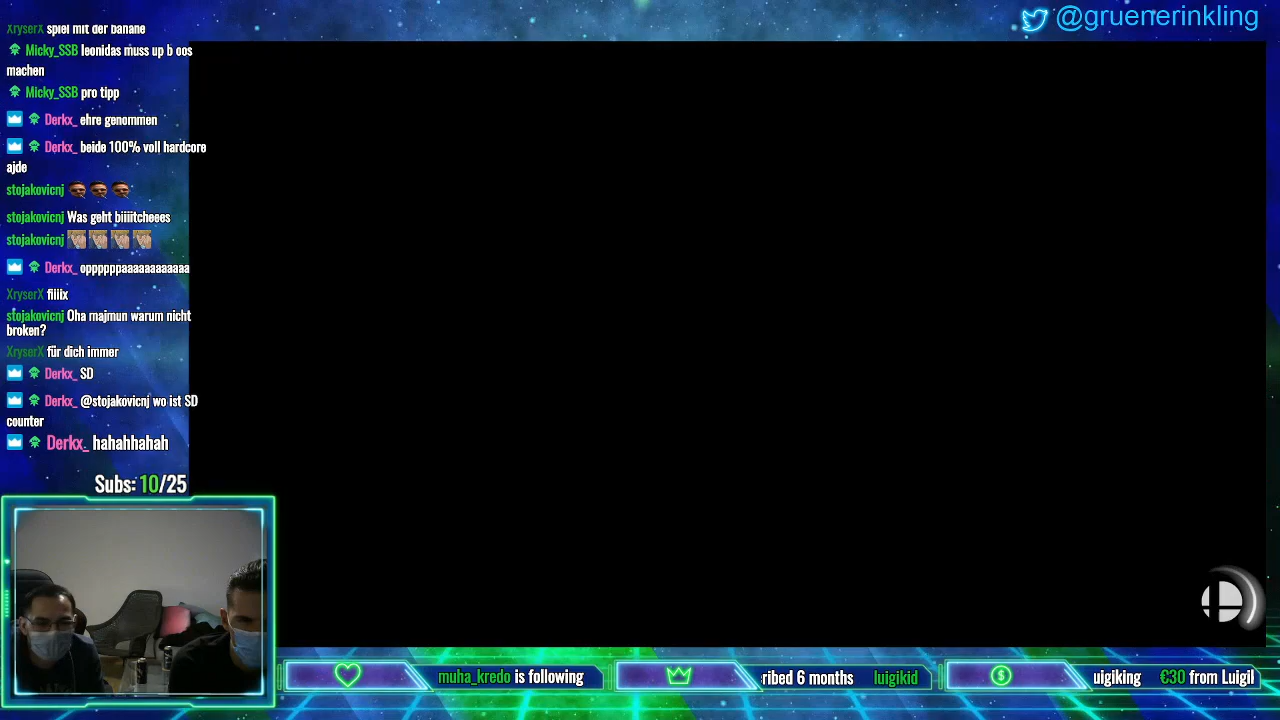 @gruenerinkling
XryserX spiel mit der banane
Micky_SSB leonidas muss up b oos
machen
Micky_SSB pro tipp
Derkx_ ehre genommen
Derkx_ beide 100% voll hardcore
ajde
stojakovicnj
stojakovicnj Was geht biiiitcheees
stojakovicnj
Derkx_ oppppppaaaaaaaaaaaa
XryserX fiiiix
stojakovicnj Oha majmun warum nicht
broken?
XryserX für dich immer
Derkx_ SD
Derkx_ @stojakovicnj wo ist SD
counter
Derkx_ hahahhahah
Subs: 10/25
muha_kredo is following
ribed 6 months luigikid
uigiking €30 from Luigil